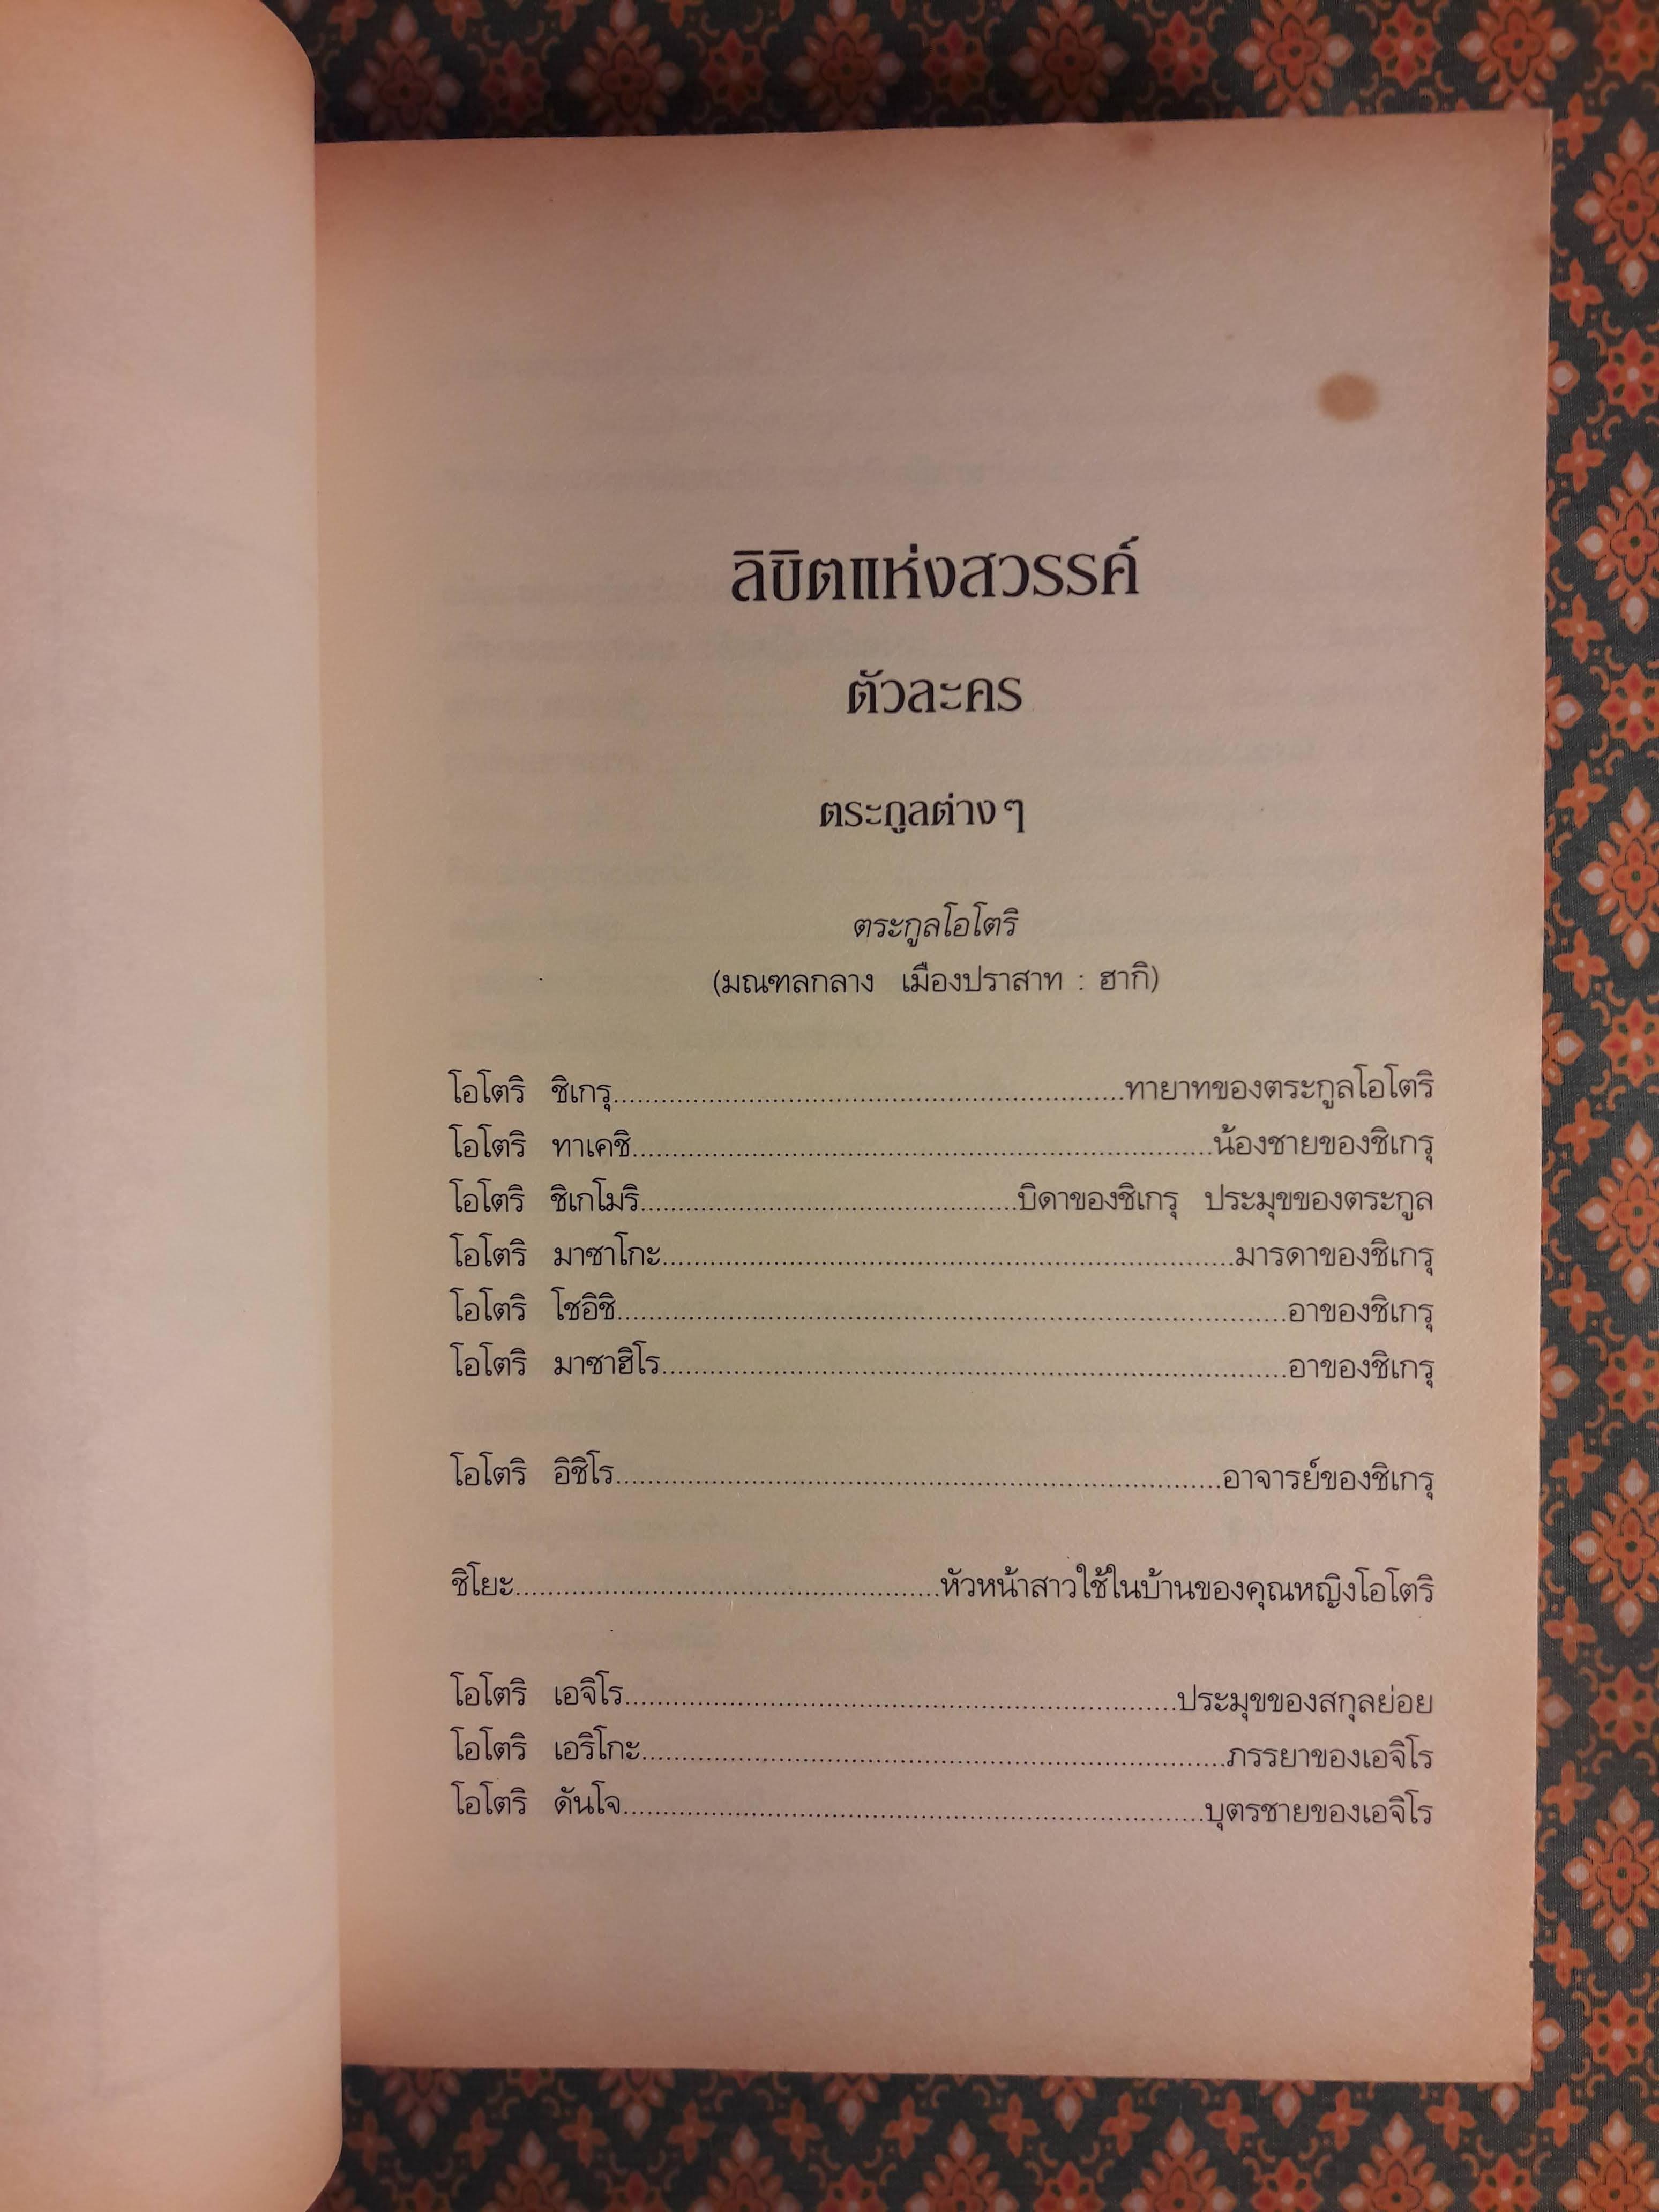 ลิขิตแห่งสวรรค์
ตัวละคร
ตระกูลต่างๆ
ตระกูลโอโตริ
(มณฑลกลาง เมืองปราสาท : ฮากิ)
โอโตริ ชิเกรุ....................ทายาทของตระกูลโอโตริ
โอโตริ ทาเคชิ....................น้องชายของชิเกรุ
โอโตริ ชิเกโมริ....................บิดาของชิเกรุ ประมุขของตระกูล
โอโตริ มาซาโกะ....................มารดาของชิเกรุ
โอโตริ โชอิชิ....................อาของชิเกรุ
โอโตริ มาซาฮิโร....................อาของชิเกรุ
โอโตริ อิชิโร....................อาจารย์ของชิเกรุ
ชิโยะ....................หัวหน้าสาวใช้ในบ้านของคุณหญิงโอโตริ
โอโตริ เอจิโร....................ประมุขของสกุลย่อย
โอโตริ เอริโกะ....................ภรรยาของเอจิโร
โอโตริ ดันโจ....................บุตรชายของเอจิโร